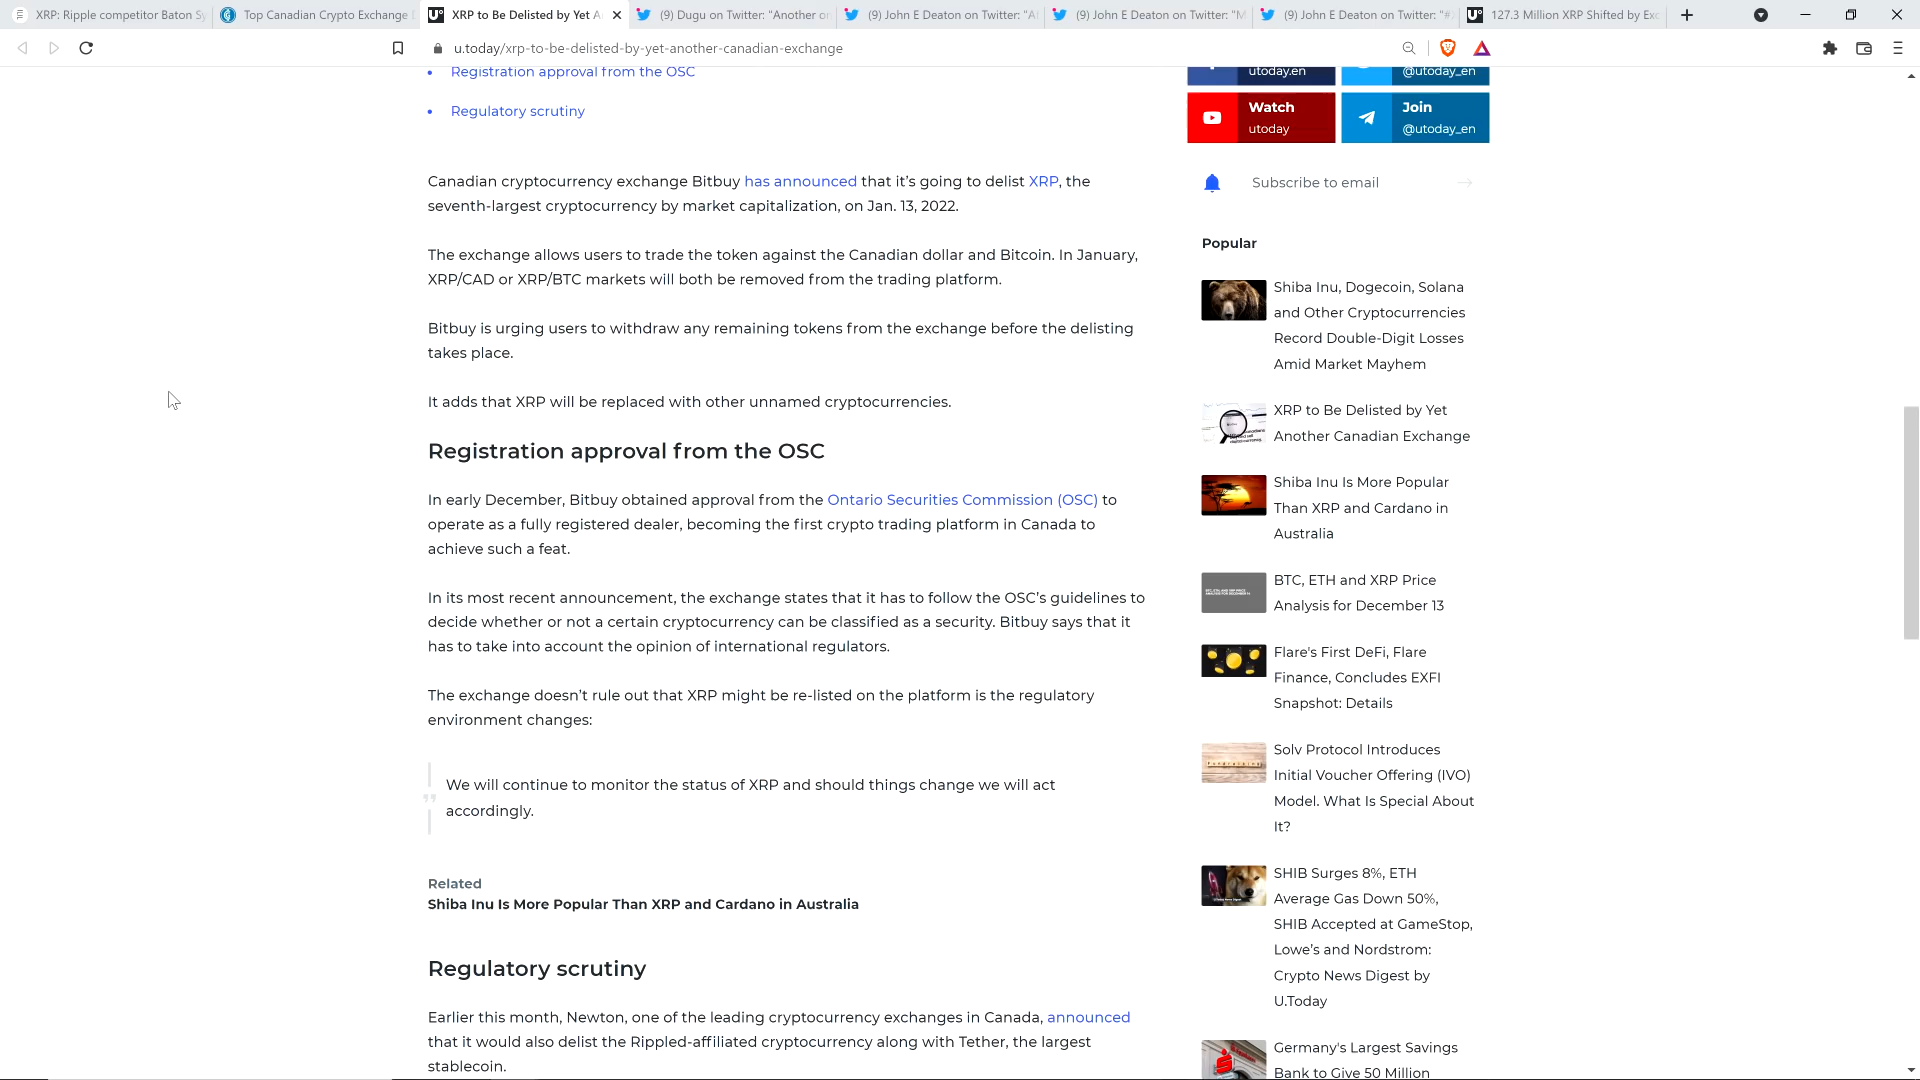 XRP: Ripple competitor Baton Sy
Top Canadian Crypto Exchange D
XRP to Be Delisted by Yet A
(9) Dugu on Twitter: "Another or
(9) John E Deaton on Twitter: "A
(9) John E Deaton on Twitter: "M
(9) John E Deaton on Twitter: "#
127.3 Million XRP Shifted by Exc
u.today/xrp-to-be-delisted-by-yet-another-canadian-exchange
Registration approval from the OSC
Regulatory scrutiny
Canadian cryptocurrency exchange Bitbuy has announced that it's going to delist XRP, the
seventh-largest cryptocurrency by market capitalization, on Jan. 13, 2022.
The exchange allows users to trade the token against the Canadian dollar and Bitcoin. In January,
XRP/CAD or XRP/BTC markets will both be removed from the trading platform.
Bitbuy is urging users to withdraw any remaining tokens from the exchange before the delisting
takes place.
It adds that XRP will be replaced with other unnamed cryptocurrencies.
Registration approval from the OSC
In early December, Bitbuy obtained approval from the Ontario Securities Commission (OSC) to
operate as a fully registered dealer, becoming the first crypto trading platform in Canada to
achieve such a feat.
In its most recent announcement, the exchange states that it has to follow the OSC's guidelines to
decide whether or not a certain cryptocurrency can be classified as a security. Bitbuy says that it
has to take into account the opinion of international regulators.
The exchange doesn't rule out that XRP might be re-listed on the platform is the regulatory
environment changes:
We will continue to monitor the status of XRP and should things change we will act
accordingly.
Related
Shiba Inu Is More Popular Than XRP and Cardano in Australia
Regulatory scrutiny
Earlier this month, Newton, one of the leading cryptocurrency exchanges in Canada, announced
that it would also delist the Rippled-affiliated cryptocurrency along with Tether, the largest
stablecoin.
utoday.en
@utoday_en
Watch
utoday
Join
@utoday_en
Subscribe to email
Popular
Shiba Inu, Dogecoin, Solana
and Other Cryptocurrencies
Record Double-Digit Losses
Amid Market Mayhem
XRP to Be Delisted by Yet
Another Canadian Exchange
Shiba Inu Is More Popular
Than XRP and Cardano in
Australia
BTC, ETH and XRP Price
Analysis for December 13
Flare's First DeFi, Flare
Finance, Concludes EXFI
Snapshot: Details
Solv Protocol Introduces
Initial Voucher Offering (IVO)
Model. What Is Special About
It?
SHIB Surges 8%, ETH
Average Gas Down 50%,
SHIB Accepted at GameStop,
Lowe's and Nordstrom:
Crypto News Digest by
U.Today
Germany's Largest Savings
Bank to Give 50 Million